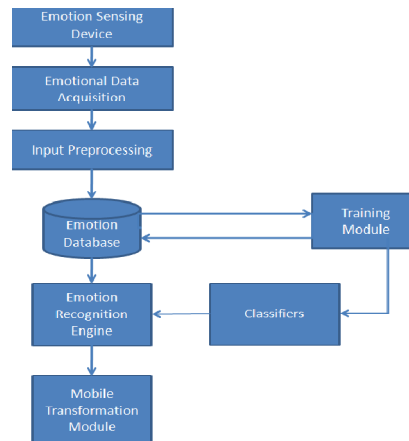 Emotion Sensing
Device
Emotional Data
Acquisition
Input Preprocessing
Emotion
Database
Training
Module
Emotion
Recognition
Engine
Classifiers
Mobile
Transformation
Module